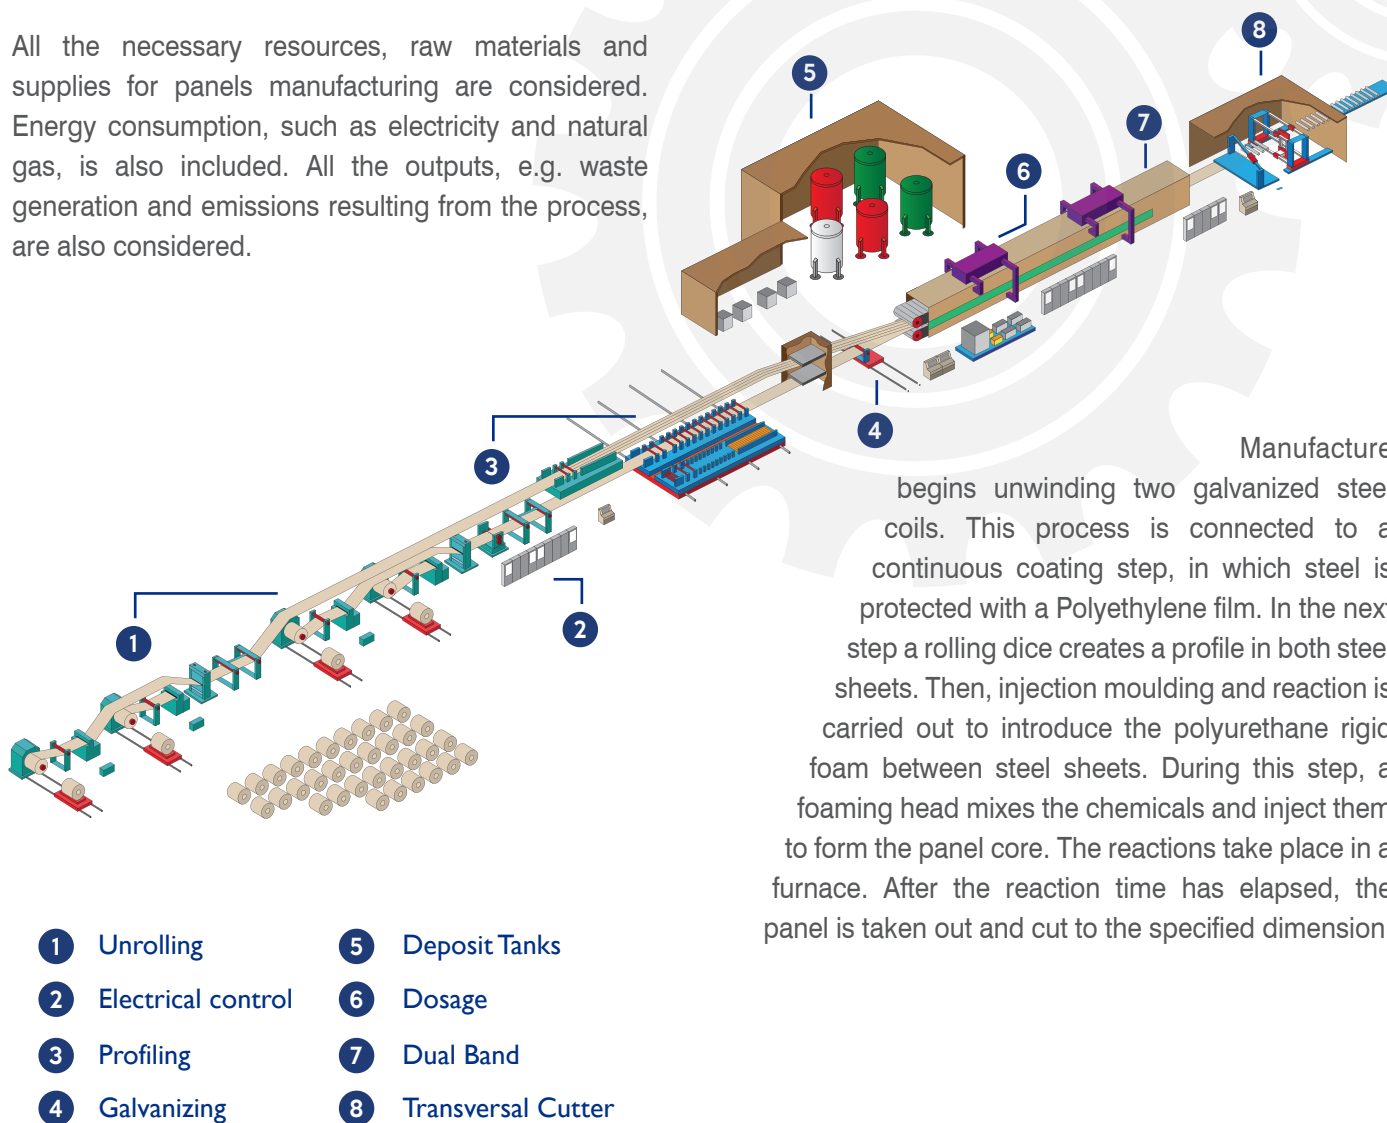 All the necessary resources, raw materials and
supplies for panels manufacturing are considered.
Energy consumption, such as electricity and natural
gas, is also included. All the outputs, e.g. waste
generation and emissions resulting from the process,
are also considered.
5
8
7
6
4
3
2
1
Manufacture
begins unwinding two galvanized steel
coils. This process is connected to a
continuous coating step, in which steel is
protected with a Polyethylene film. In the next
step a rolling dice creates a profile in both steel
sheets. Then, injection moulding and reaction is
carried out to introduce the polyurethane rigid
foam between steel sheets. During this step, a
foaming head mixes the chemicals and inject them
to form the panel core. The reactions take place in a
furnace. After the reaction time has elapsed, the
panel is taken out and cut to the specified dimension
1 Unrolling
2 Electrical control
3 Profiling
4 Galvanizing
5 Deposit Tanks
6 Dosage
7 Dual Band
8 Transversal Cutter